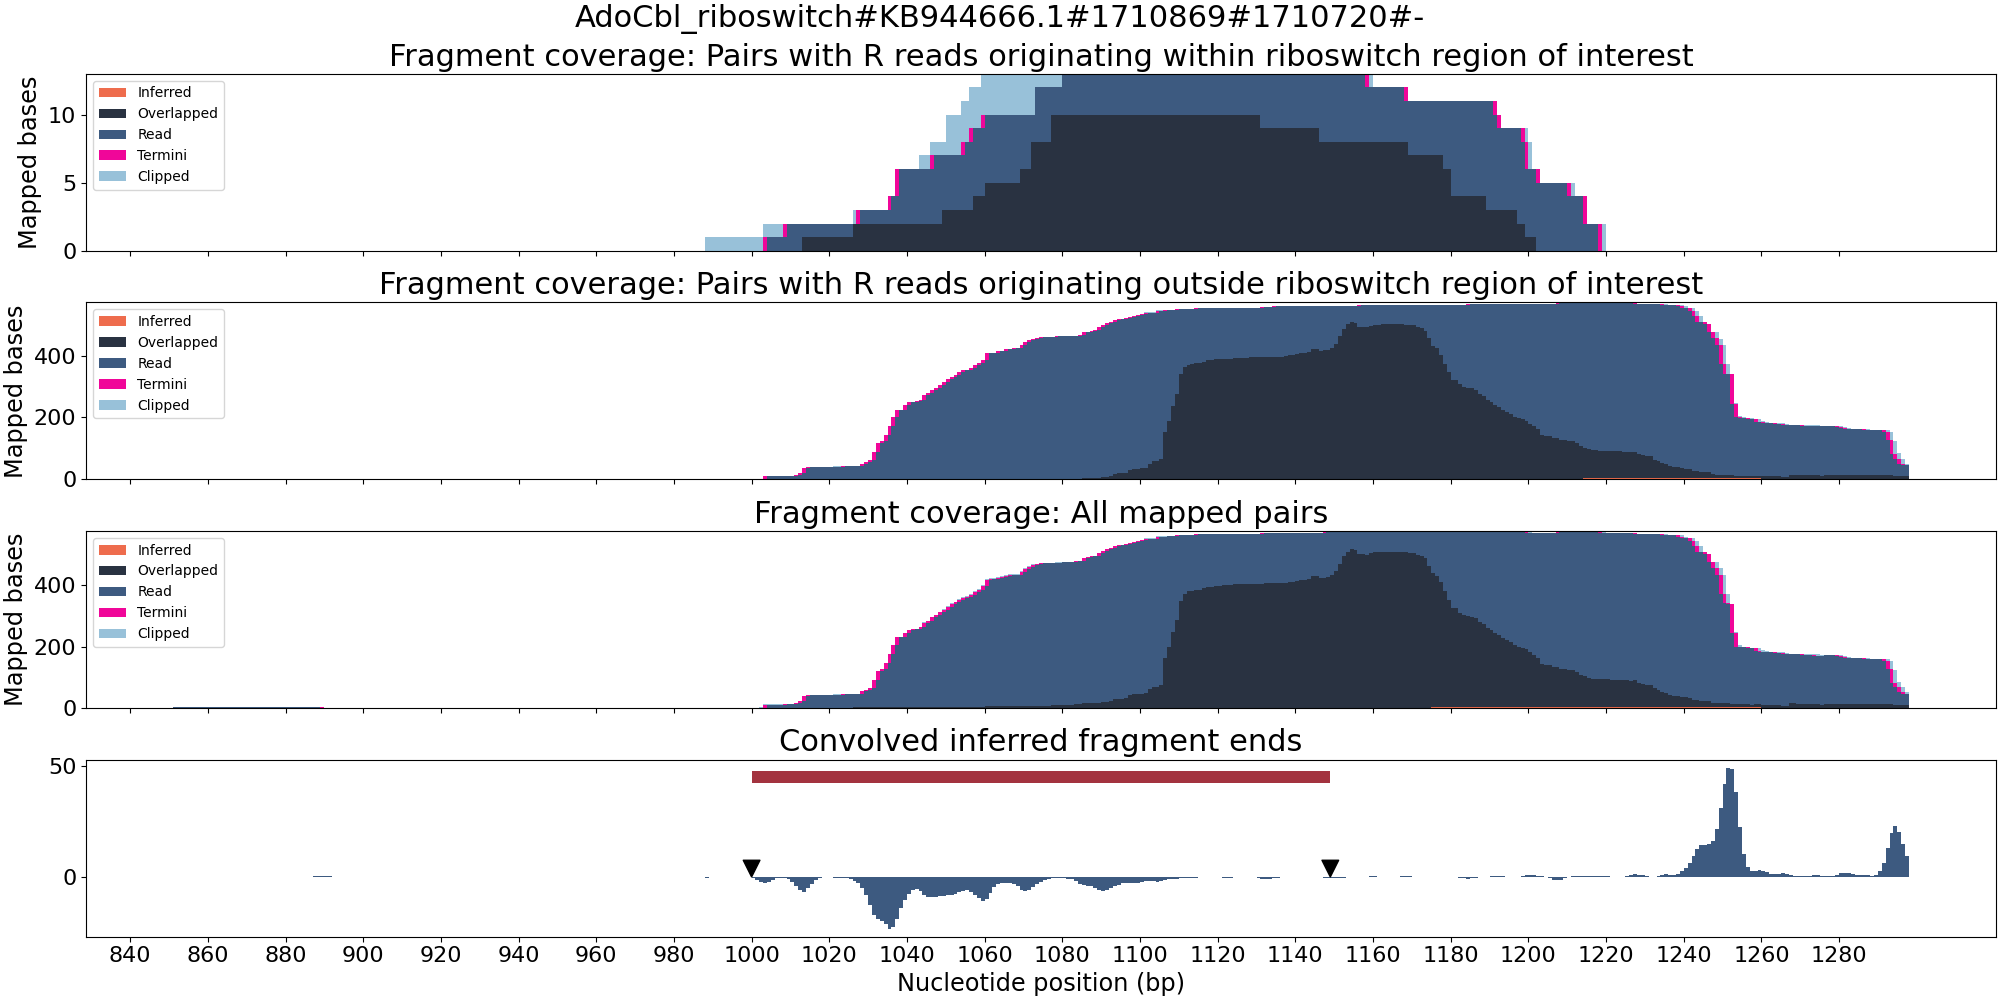 AdoCbl_riboswitch#KB944666.1#1710869#1710720#-
Fragment coverage: Pairs with R reads originating within riboswitch region of interest
Mapped bases
10
5
0
Inferred
Overlapped
Read
Termini
Clipped
Fragment coverage: Pairs with R reads originating outside riboswitch region of interest
Mapped bases
400
200
0
Inferred
Overlapped
Read
Termini
Clipped
Fragment coverage: All mapped pairs
Mapped bases
400
200
0
Inferred
Overlapped
Read
Termini
Clipped
Convolved inferred fragment ends
50
0
840 860 880 900 920 940 960 980 1000 1020 1040 1060 1080 1100 1120 1140 1160 1180 1200 1220 1240 1260 1280
Nucleotide position (bp)